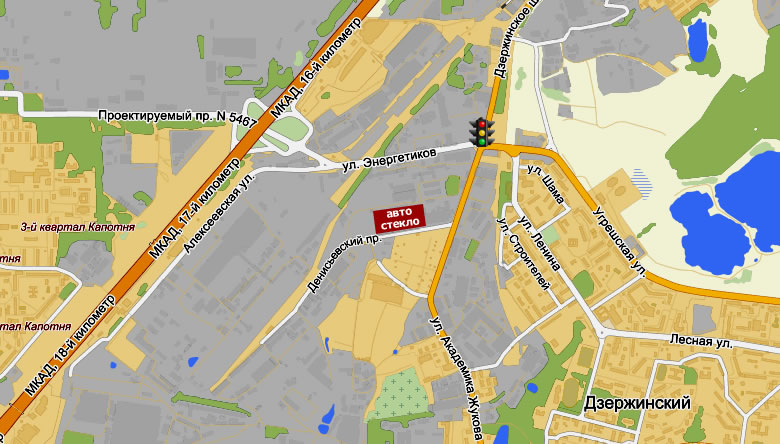 МКАД, 16-й километр
Дзержинское ш
Проектируемый пр. N 5467
ул. Энергетиков
МКАД, 17-й километр
Алексеевская ул.
ул. Шама
авто
стекло
3-й квартал Капотня
Денисьевский пр.
ул. Строителей
ул. Ленина
Угрешская ул.
тня
МКАД, 18-й километр
ртал Капотня
ул. Академика Жукова
Лесная ул.
Дзержинский